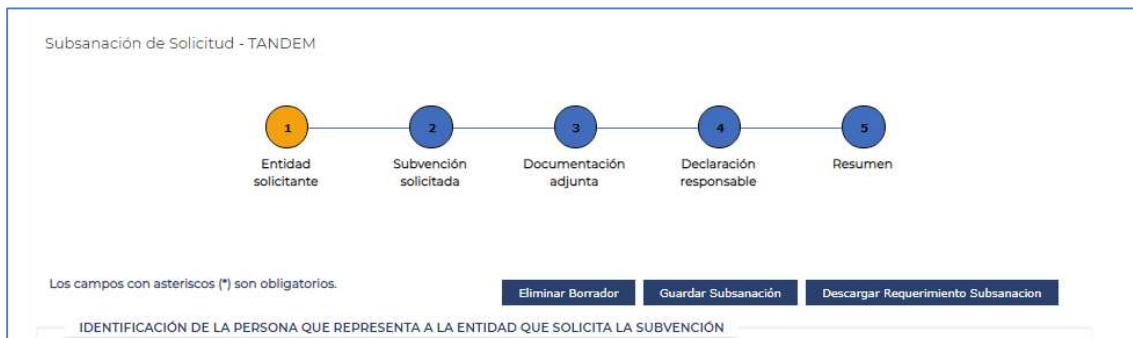 Subsanación de Solicitud - TANDEM
1
2
3
4
5
Entidad
solicitante
Subvención
solicitada
Documentación
adjunta
Declaración
responsable
Resumen
Los campos con asteriscos (*) son obligatorios.
Eliminar Borrador
Guardar Subsanación
Descargar Requerimiento Subsanacion
IDENTIFICACIÓN DE LA PERSONA QUE REPRESENTA A LA ENTIDAD QUE SOLICITA LA SUBVENCIÓN